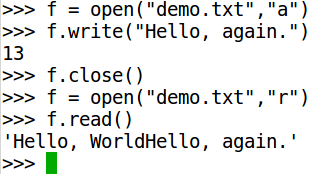 >>> f = open("demo.txt","a")
>>> f.write("Hello, again.")
13
>>> f.close()
>>> f = open("demo.txt","r")
>>> f.read()
'Hello, WorldHello, again.'
>>>